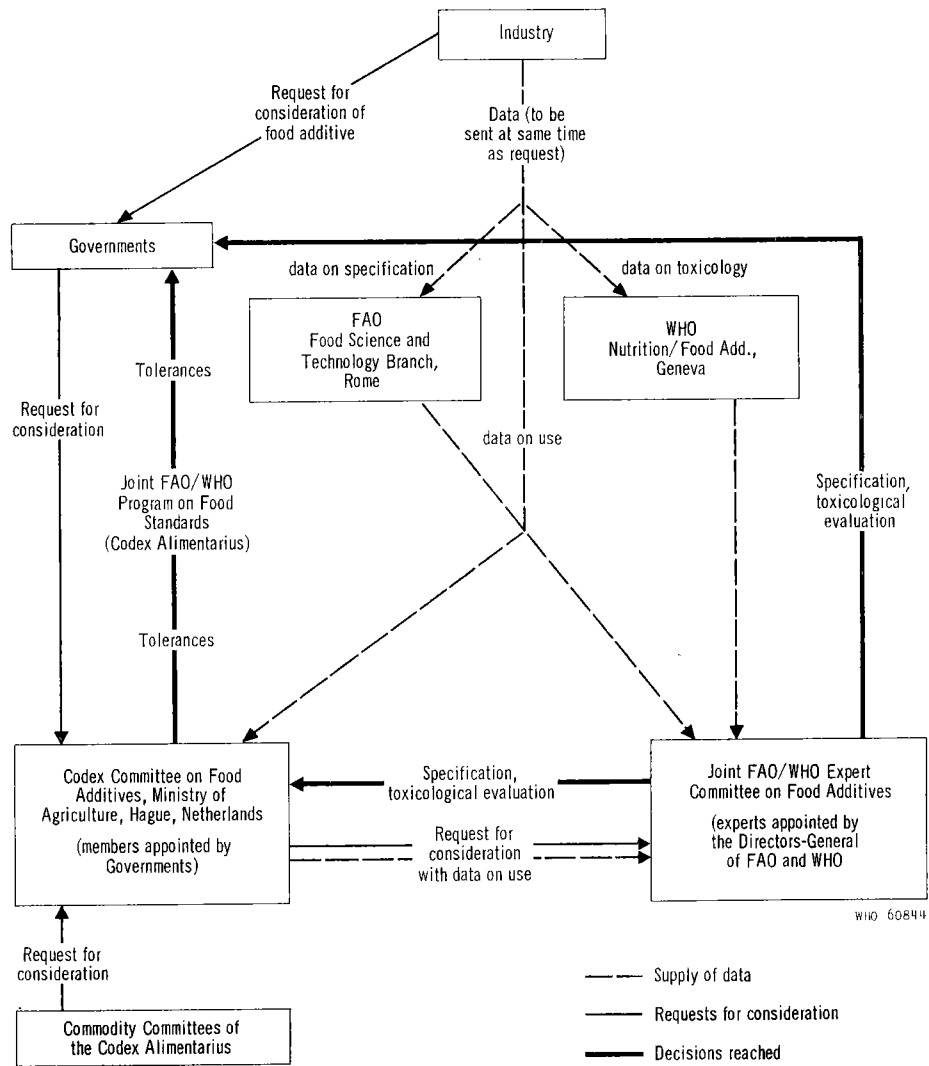 Industry
Request for
consideration of
food additive
Data (to be
sent at same time
as request)
Governments
data on specification
data on toxicology
FAO
Food Science and
Technology Branch,
Rome
WHO
Nutrition/Food Add.,
Geneva
Tolerances
Request for
consideration
data on use
Joint FAO/WHO
Program on Food
Standards
(Codex Alimentarius)
Specification,
toxicological
evaluation
Tolerances
Codex Committee on Food
Additives, Ministry of
Agriculture, Hague, Netherlands
(members appointed by
Governments)
Specification,
toxicological evaluation
Request for
consideration
with data on use
Joint FAO/WHO Expert
Committee on Food Additives
(experts appointed by
the Directors-General
of FAO and WHO
WHO 60844
Request for
consideration
Commodity Committees of
the Codex Alimentarius
Supply of data
Requests for consideration
Decisions reached